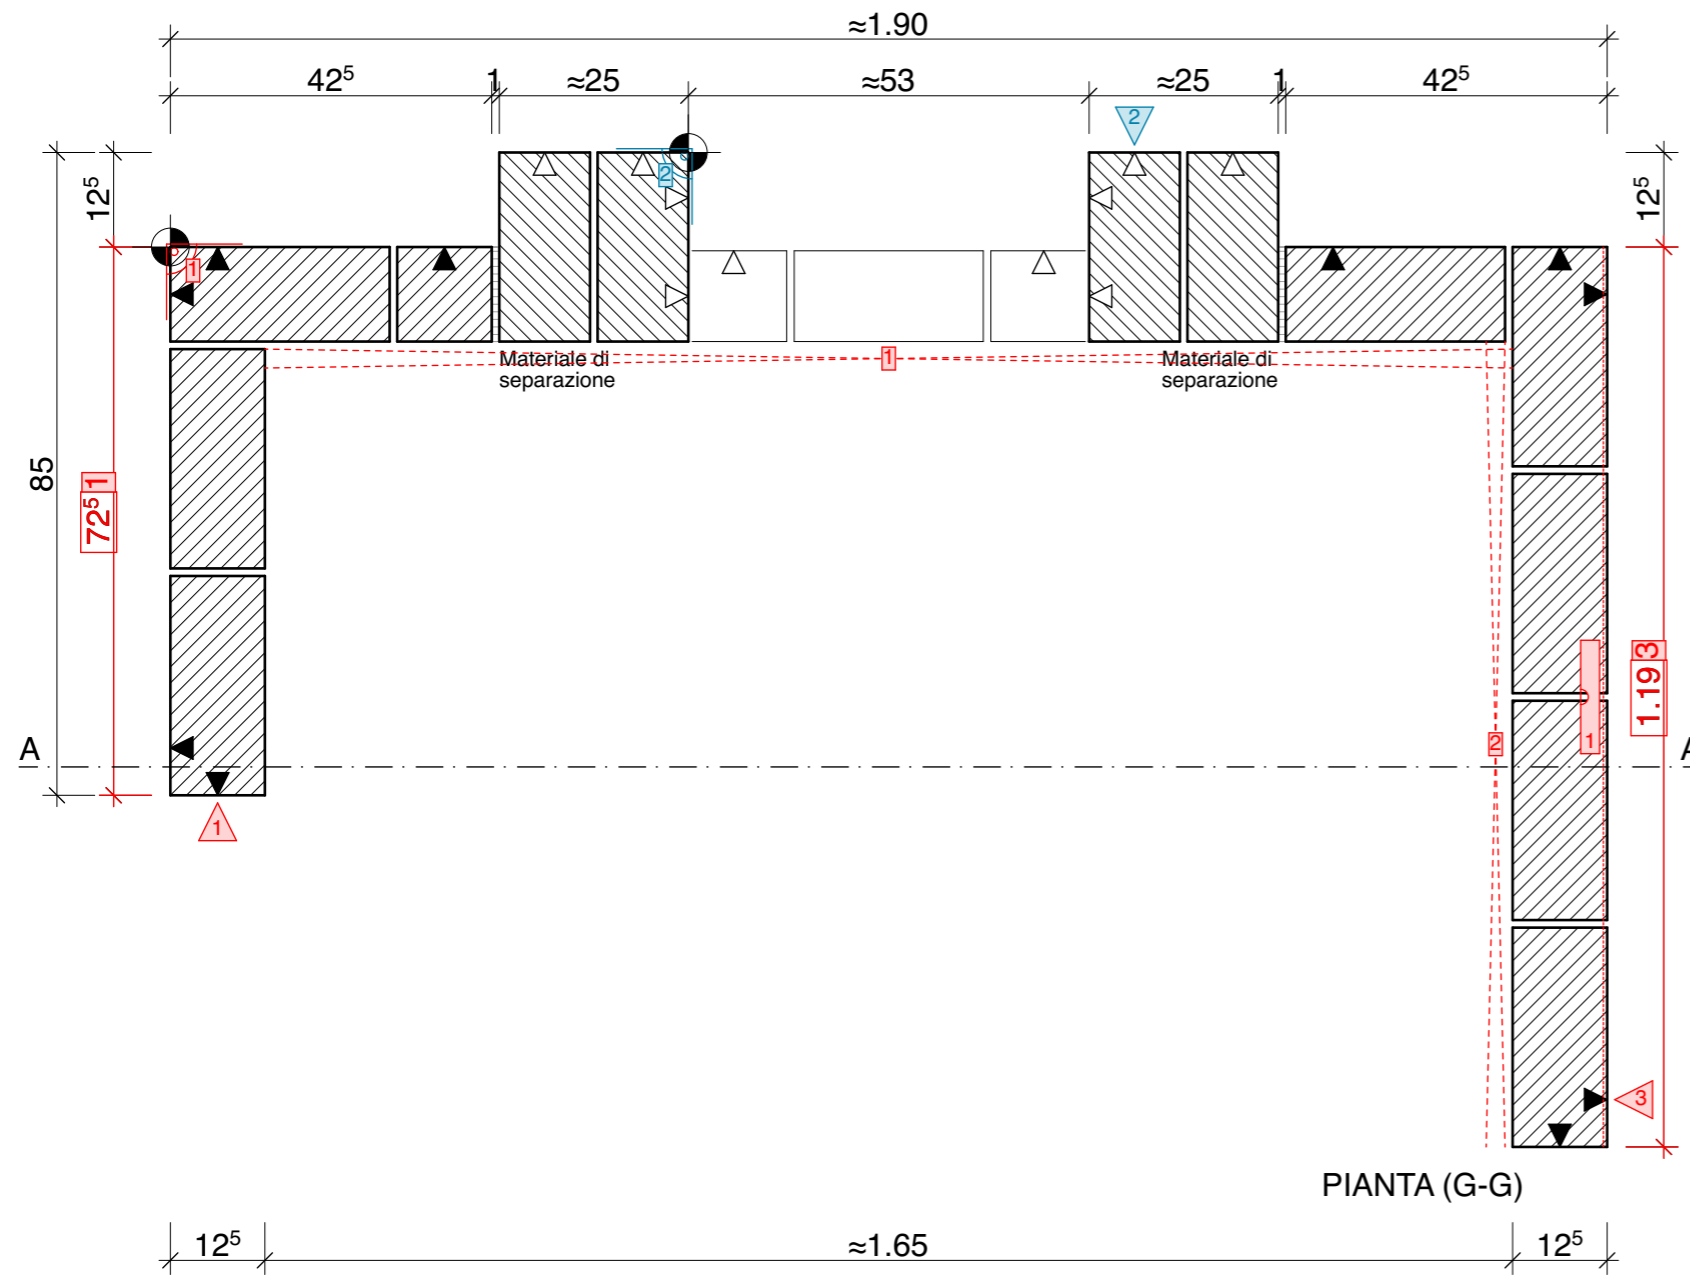 ≈1.90
42⁵ 1 ≈25 ≈53 ≈25 1 42⁵
2
12⁵ 12⁵
2
1
Materiale di
separazione
1
Materiale di
separazione
85
72⁵ 1
1.19 3
1
2
A A
1
3
PIANTA (G-G)
12⁵ ≈1.65 12⁵